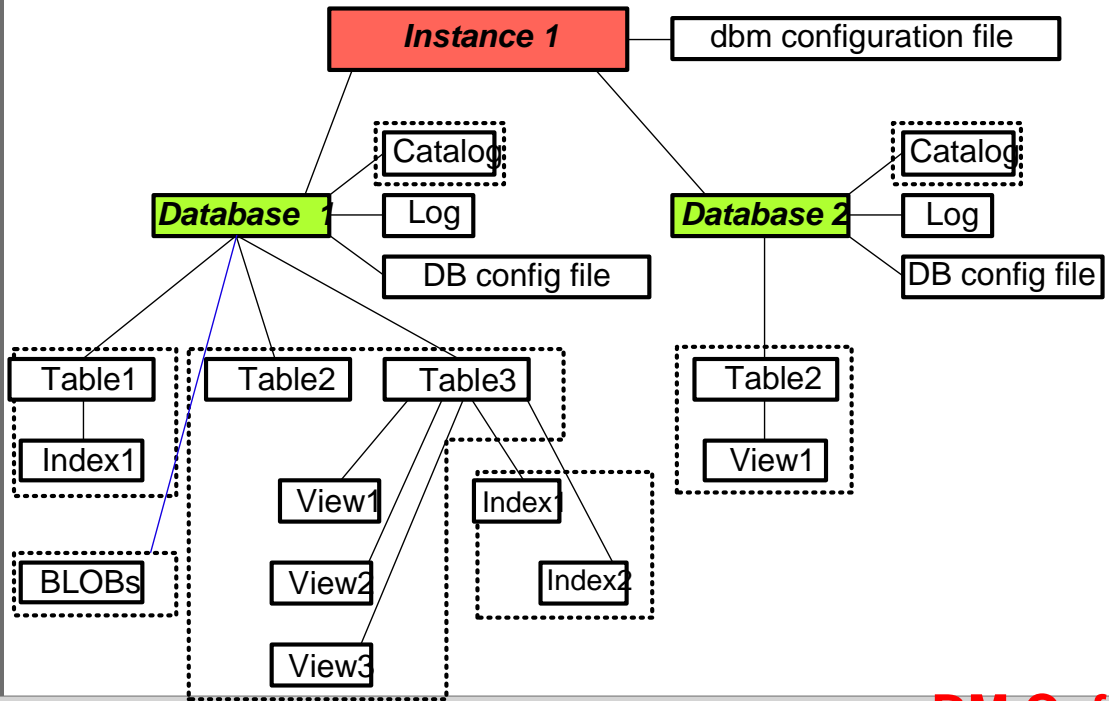 Instance 1
dbm configuration file
Catalog
Catalog
Database 1
Log
Database 2
Log
DB config file
DB config file
Table1
Table2
Table3
Table2
Index1
View1
View1
Index1
BLOBs
View2
Index2
View3